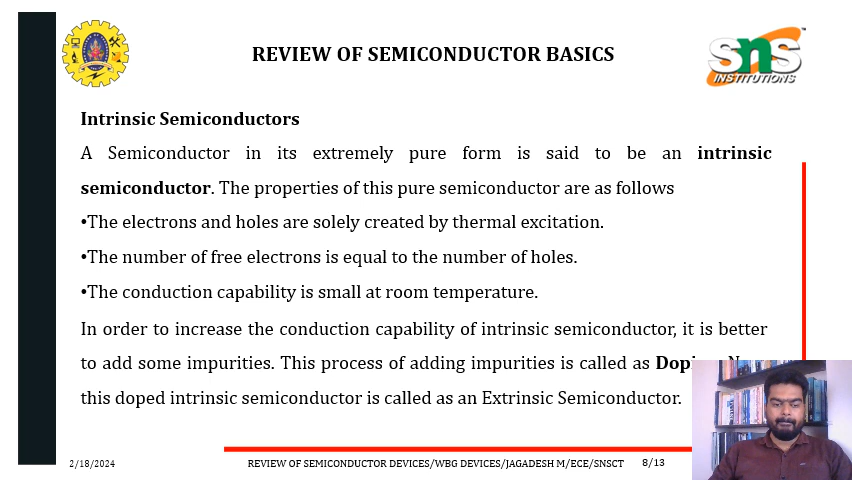 REVIEW OF SEMICONDUCTOR BASICS
SNS
INSTITUTIONS
Intrinsic Semiconductors
A Semiconductor in its extremely pure form is said to be an intrinsic
semiconductor. The properties of this pure semiconductor are as follows
•The electrons and holes are solely created by thermal excitation.
•The number of free electrons is equal to the number of holes.
•The conduction capability is small at room temperature.
In order to increase the conduction capability of intrinsic semiconductor, it is better
to add some impurities. This process of adding impurities is called as
this doped intrinsic semiconductor is called as an Extrinsic Semiconductor.
2/18/2024
REVIEW OF SEMICONDUCTOR DEVICES/WBG DEVICES/JAGADESH M/ECE/SNSCT
8/13